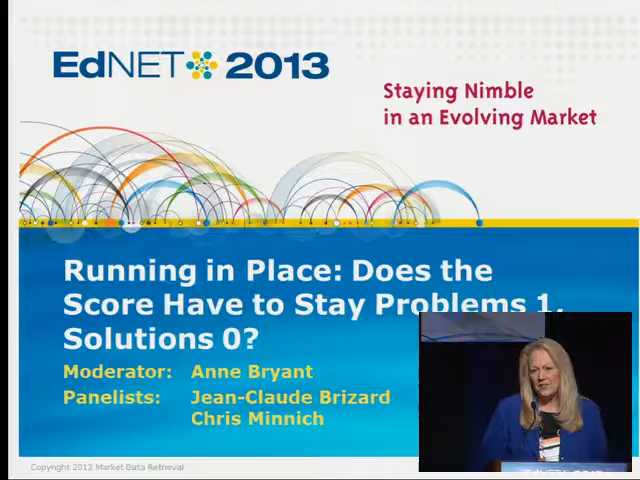 EdNET 2013
Staying Nimble
in an Evolving Market
Running in Place: Does the
Score Have to Stay Problems 1,
Solutions 0?
Moderator: Anne Bryant
Panelists: Jean-Claude Brizard
Chris Minnich
Copyright 2013 Market Data Retrieval